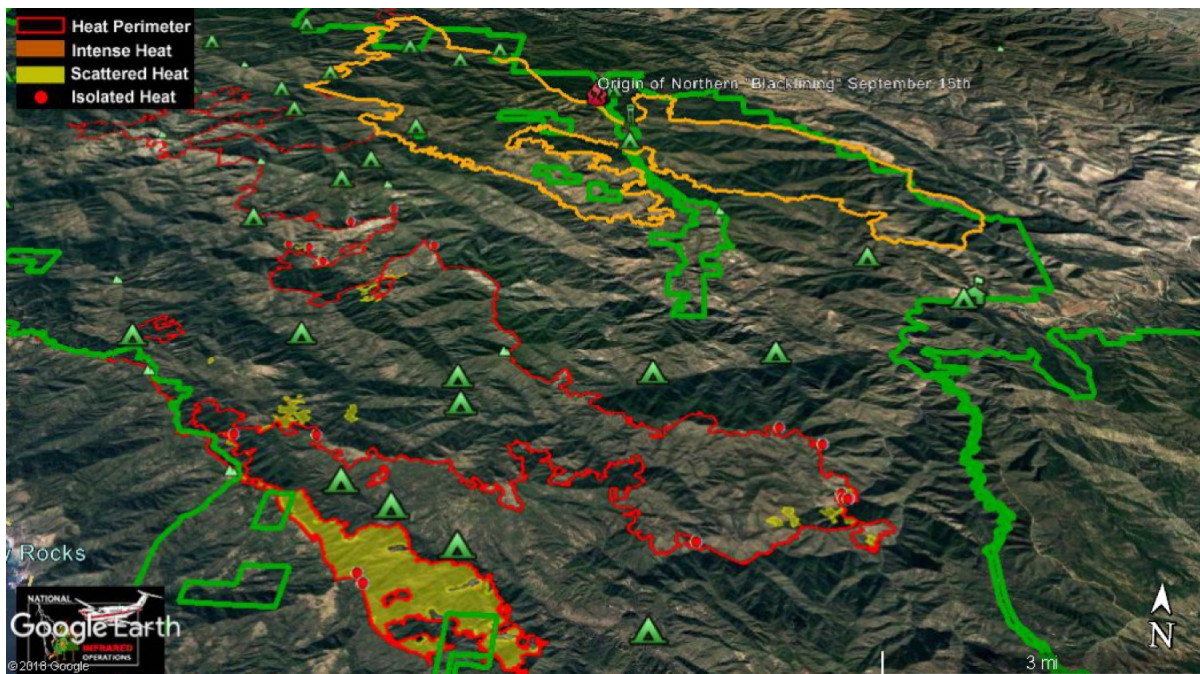 Heat Perimeter
Intense Heat
Scattered Heat
Isolated Heat
Origin of Northern "Blacklining" September 15th
y Rocks
NATIONAL
Google Earth
INFRARED
OPERATIONS
©2018 Google
N
3 mi